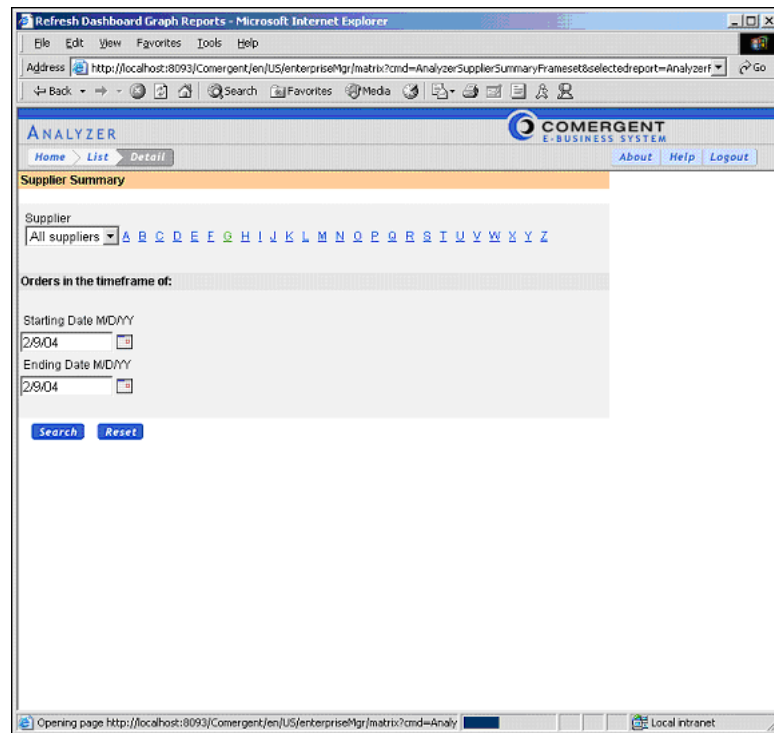 Refresh Dashboard Graph Reports - Microsoft Internet Explorer
File Edit View Favorites Tools Help
Address http://localhost:8093/Comergent/en/US/enterpriseMgr/matrix?cmd=AnalyzerSupplierSummaryFrameset&selectedreport=AnalyzerF Go
Back Search Favorites Media
ANALYZER
COMERGENT
E-BUSINESS SYSTEM
Home List Detail About Help Logout
Supplier Summary
Supplier
All suppliers A B C D E F G H I J K L M N O P Q R S T U V W X Y Z
Orders in the timeframe of:
Starting Date M/D/YY
2/9/04
Ending Date M/D/YY
2/9/04
Search Reset
Opening page http://localhost:8093/Comergent/en/US/enterpriseMgr/matrix?cmd=Analy Local intranet